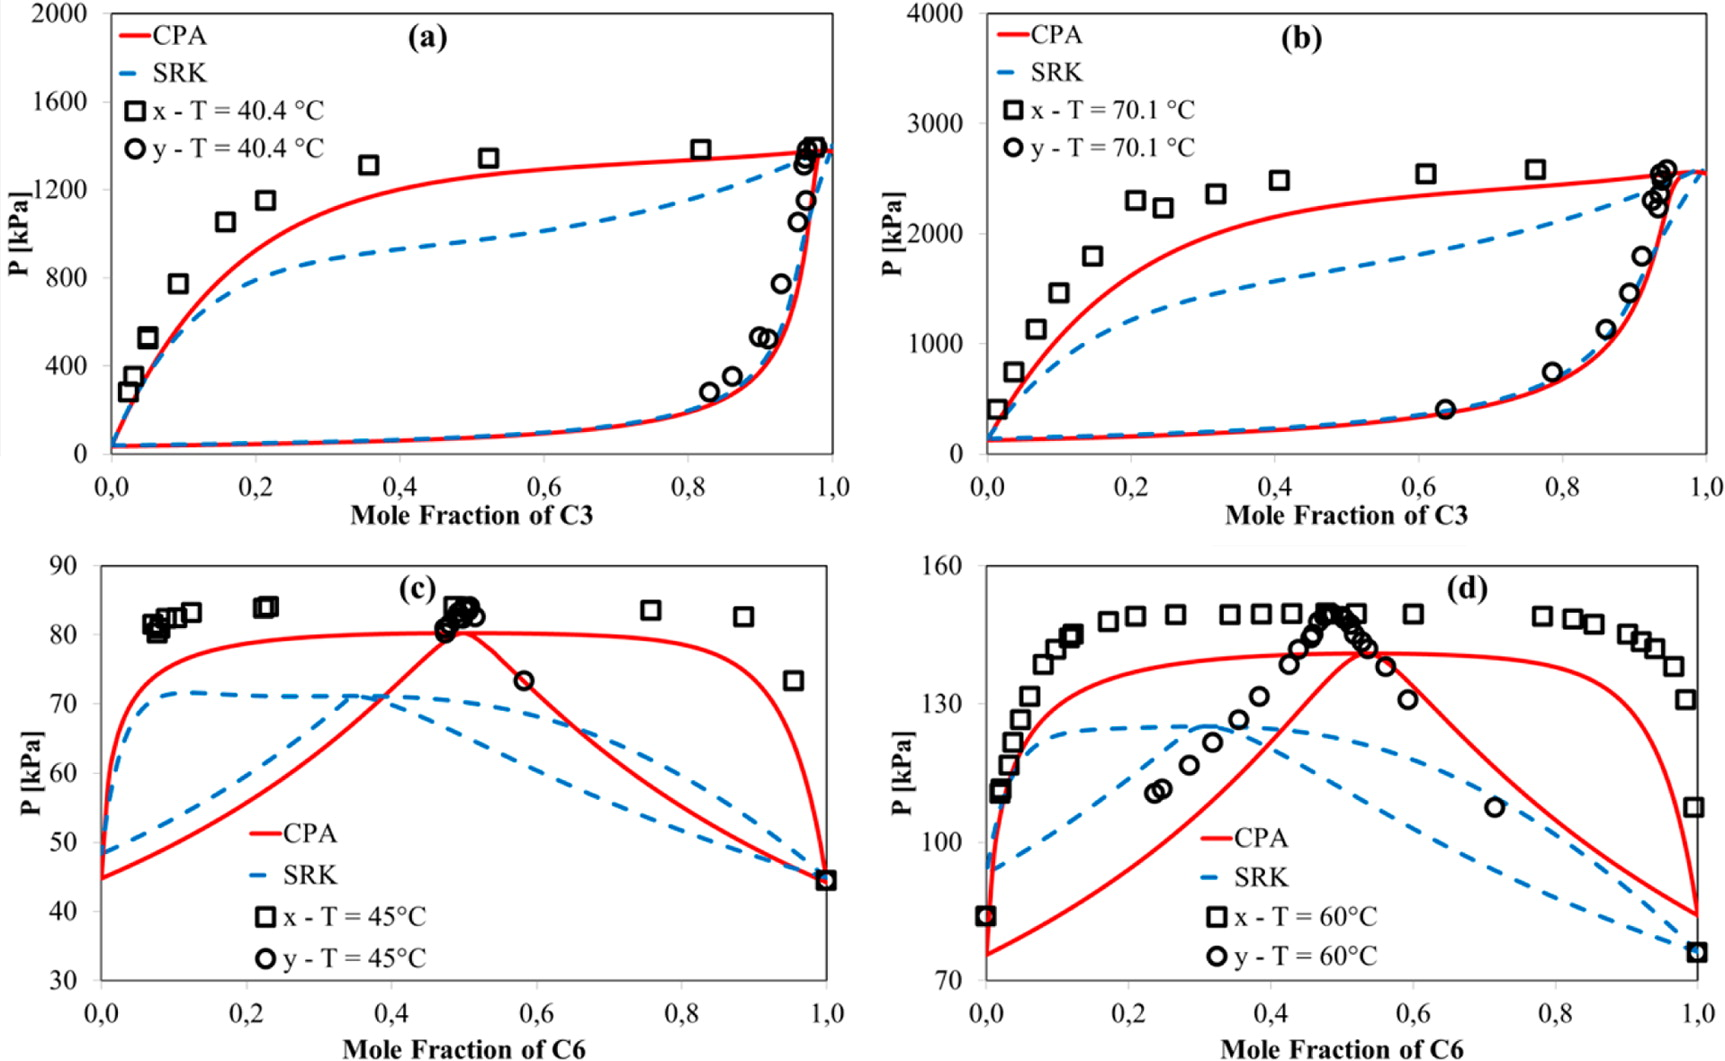 (a)
CPA
SRK
x - T = 40.4 °C
y - T = 40.4 °C
2000
1600
1200
800
400
0
P [kPa]
0,0 0,2 0,4 0,6 0,8 1,0
Mole Fraction of C3
(b)
CPA
SRK
x - T = 70.1 °C
y - T = 70.1 °C
4000
3000
2000
1000
0
P [kPa]
0,0 0,2 0,4 0,6 0,8 1,0
Mole Fraction of C3
(c)
90
80
70
60
50
40
30
P [kPa]
CPA
SRK
x - T = 45°C
y - T = 45°C
0,0 0,2 0,4 0,6 0,8 1,0
Mole Fraction of C6
(d)
160
130
100
70
P [kPa]
CPA
SRK
x - T = 60°C
y - T = 60°C
0,0 0,2 0,4 0,6 0,8 1,0
Mole Fraction of C6